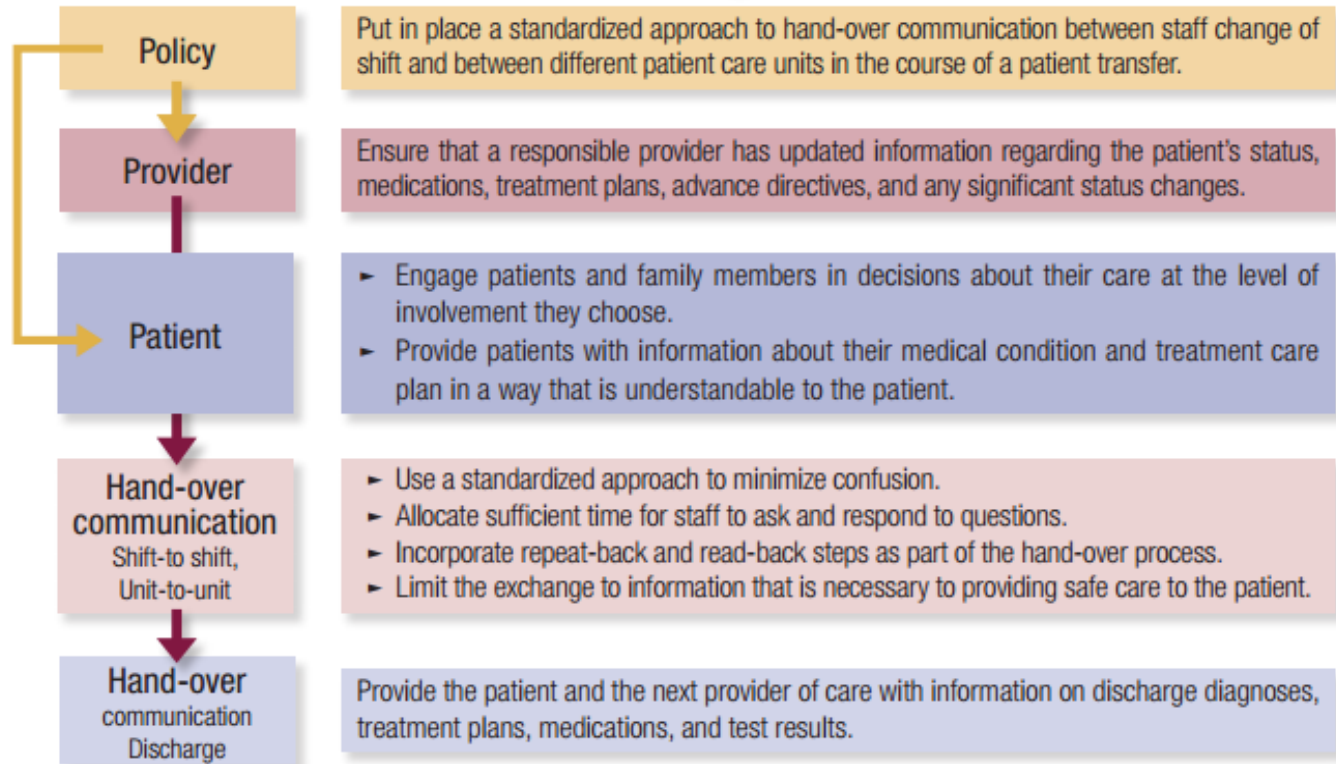 Policy
Put in place a standardized approach to hand-over communication between staff change of
shift and between different patient care units in the course of a patient transfer.
Provider
Ensure that a responsible provider has updated information regarding the patient's status,
medications, treatment plans, advance directives, and any significant status changes.
Patient
► Engage patients and family members in decisions about their care at the level of
involvement they choose.
► Provide patients with information about their medical condition and treatment care
plan in a way that is understandable to the patient.
Hand-over
communication
Shift-to shift,
Unit-to-unit
► Use a standardized approach to minimize confusion.
► Allocate sufficient time for staff to ask and respond to questions.
► Incorporate repeat-back and read-back steps as part of the hand-over process.
► Limit the exchange to information that is necessary to providing safe care to the patient.
Hand-over
communication
Discharge
Provide the patient and the next provider of care with information on discharge diagnoses,
treatment plans, medications, and test results.